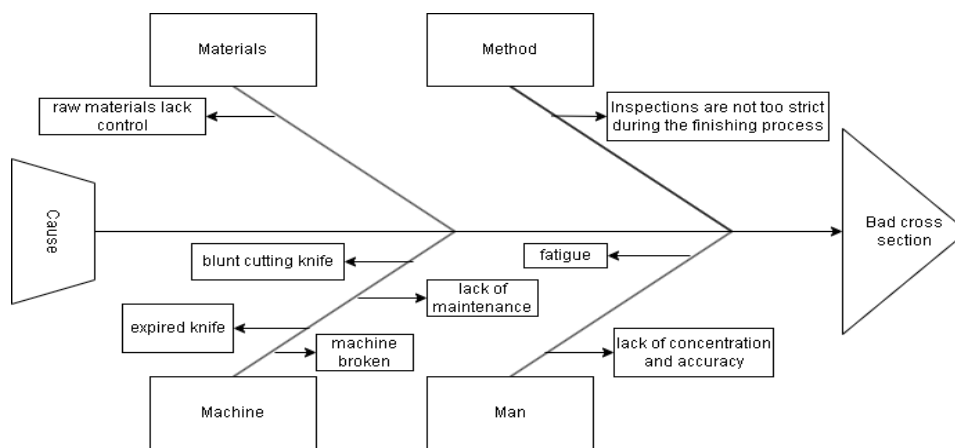 Materials
Method
raw materials lack
control
Inspections are not too strict
during the finishing process
Cause
Bad cross
section
blunt cutting knife
fatigue
lack of
maintenance
expired knife
machine
broken
lack of concentration
and accuracy
Machine
Man